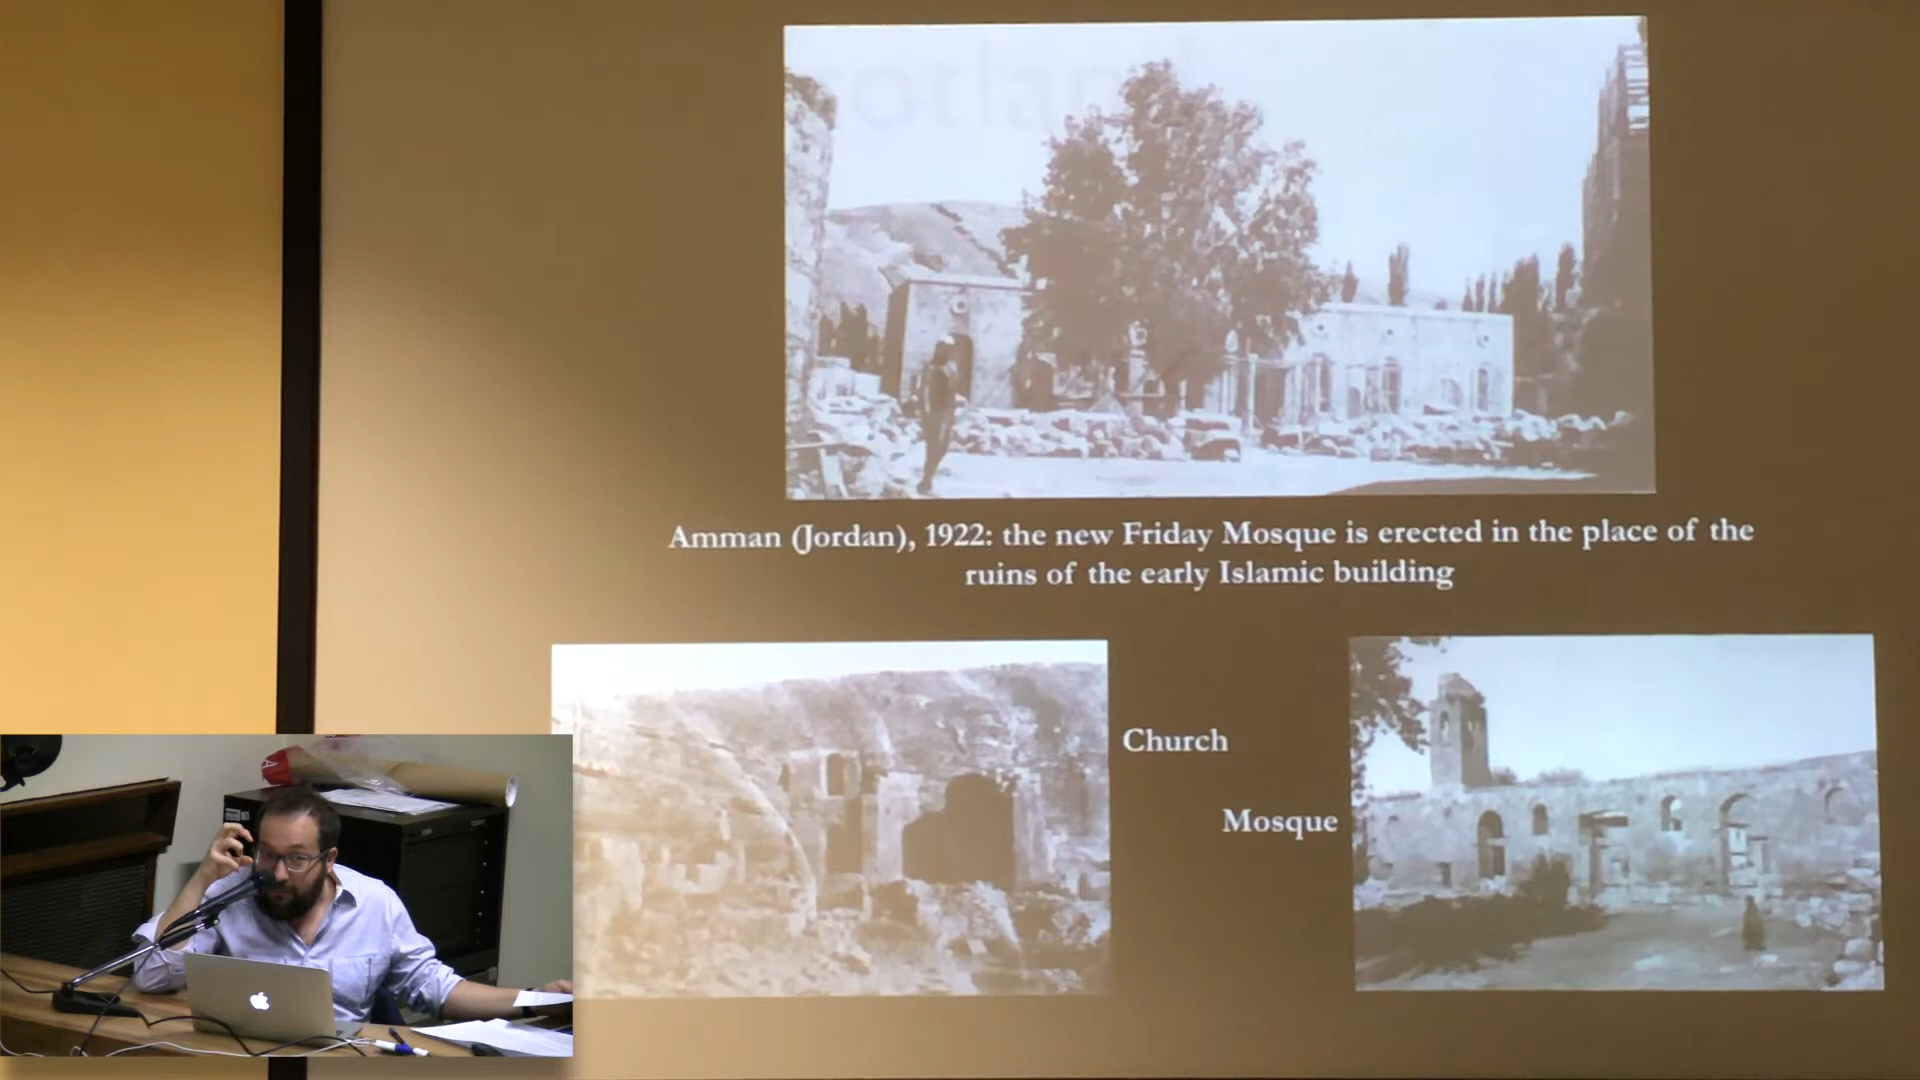 Amman (Jordan), 1922: the new Friday Mosque is erected in the place of the
ruins of the early Islamic building
Church
Mosque